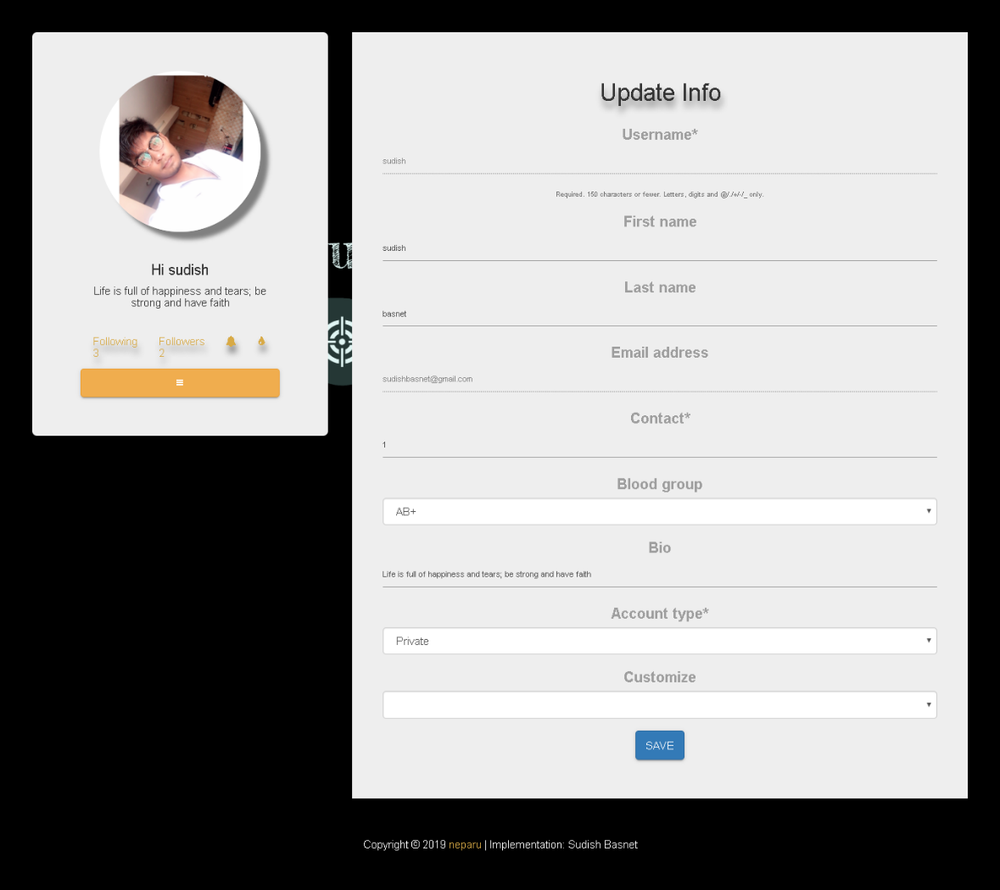 Hi sudish
Life is full of happiness and tears; be
strong and have faith
Following
3
Followers
2
u
Update Info
Username*
sudish
Required. 150 characters or fewer. Letters, digits and @/./+/-/_ only.
First name
sudish
Last name
basnet
Email address
sudishbasnet@gmail.com
Contact*
1
Blood group
AB+
Bio
Life is full of happiness and tears; be strong and have faith
Account type*
Private
Customize
SAVE
Copyright © 2019 neparu | Implementation: Sudish Basnet